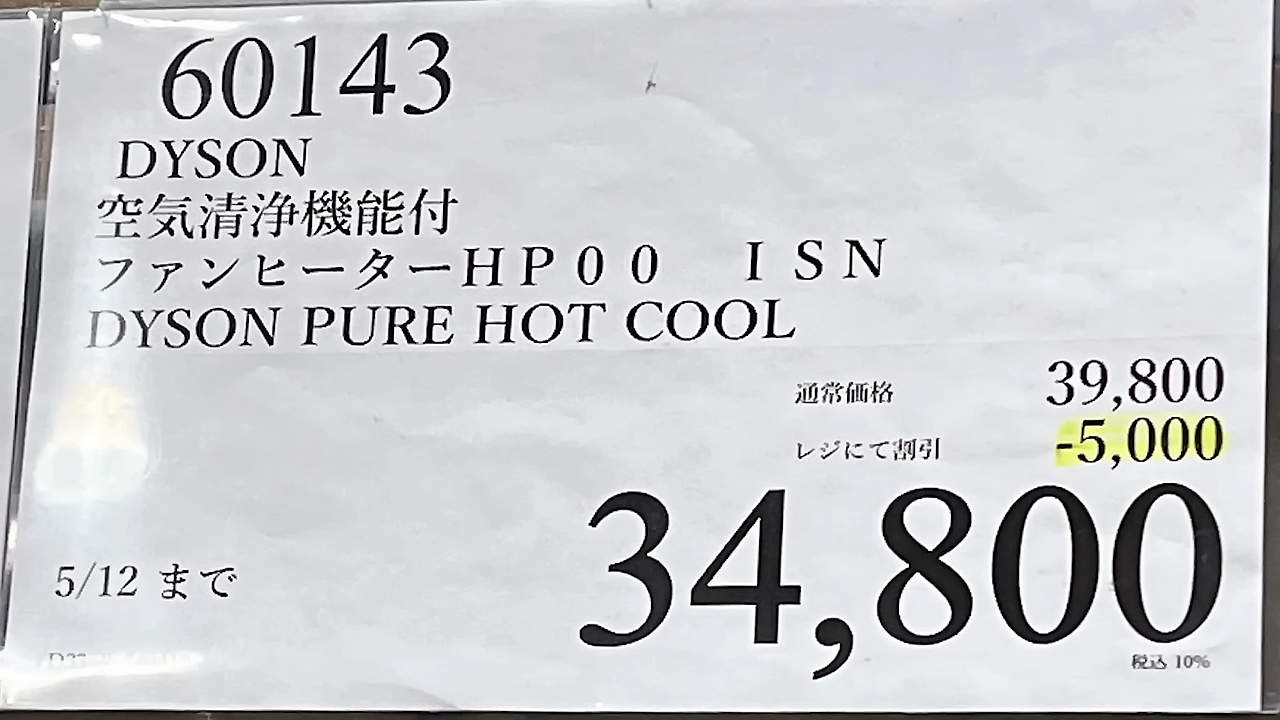 60143
DYSON
空気清浄機能付
ファンヒーターＨＰ００　ＩＳＮ
DYSON PURE HOT COOL
通常価格 39,800
レジにて割引 -5,000
34,800
5/12 まで
税込 10%